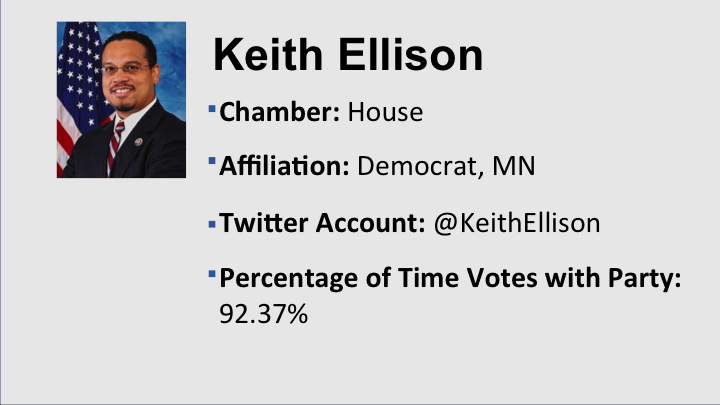 Keith Ellison
▪Chamber: House
▪Affiliation: Democrat, MN
▪Twitter Account: @KeithEllison
▪Percentage of Time Votes with Party:
92.37%